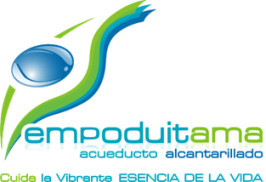 empoduitama
acueducto alcantarillado
Cuida la Vibrante ESENCIA DE LA VIDA